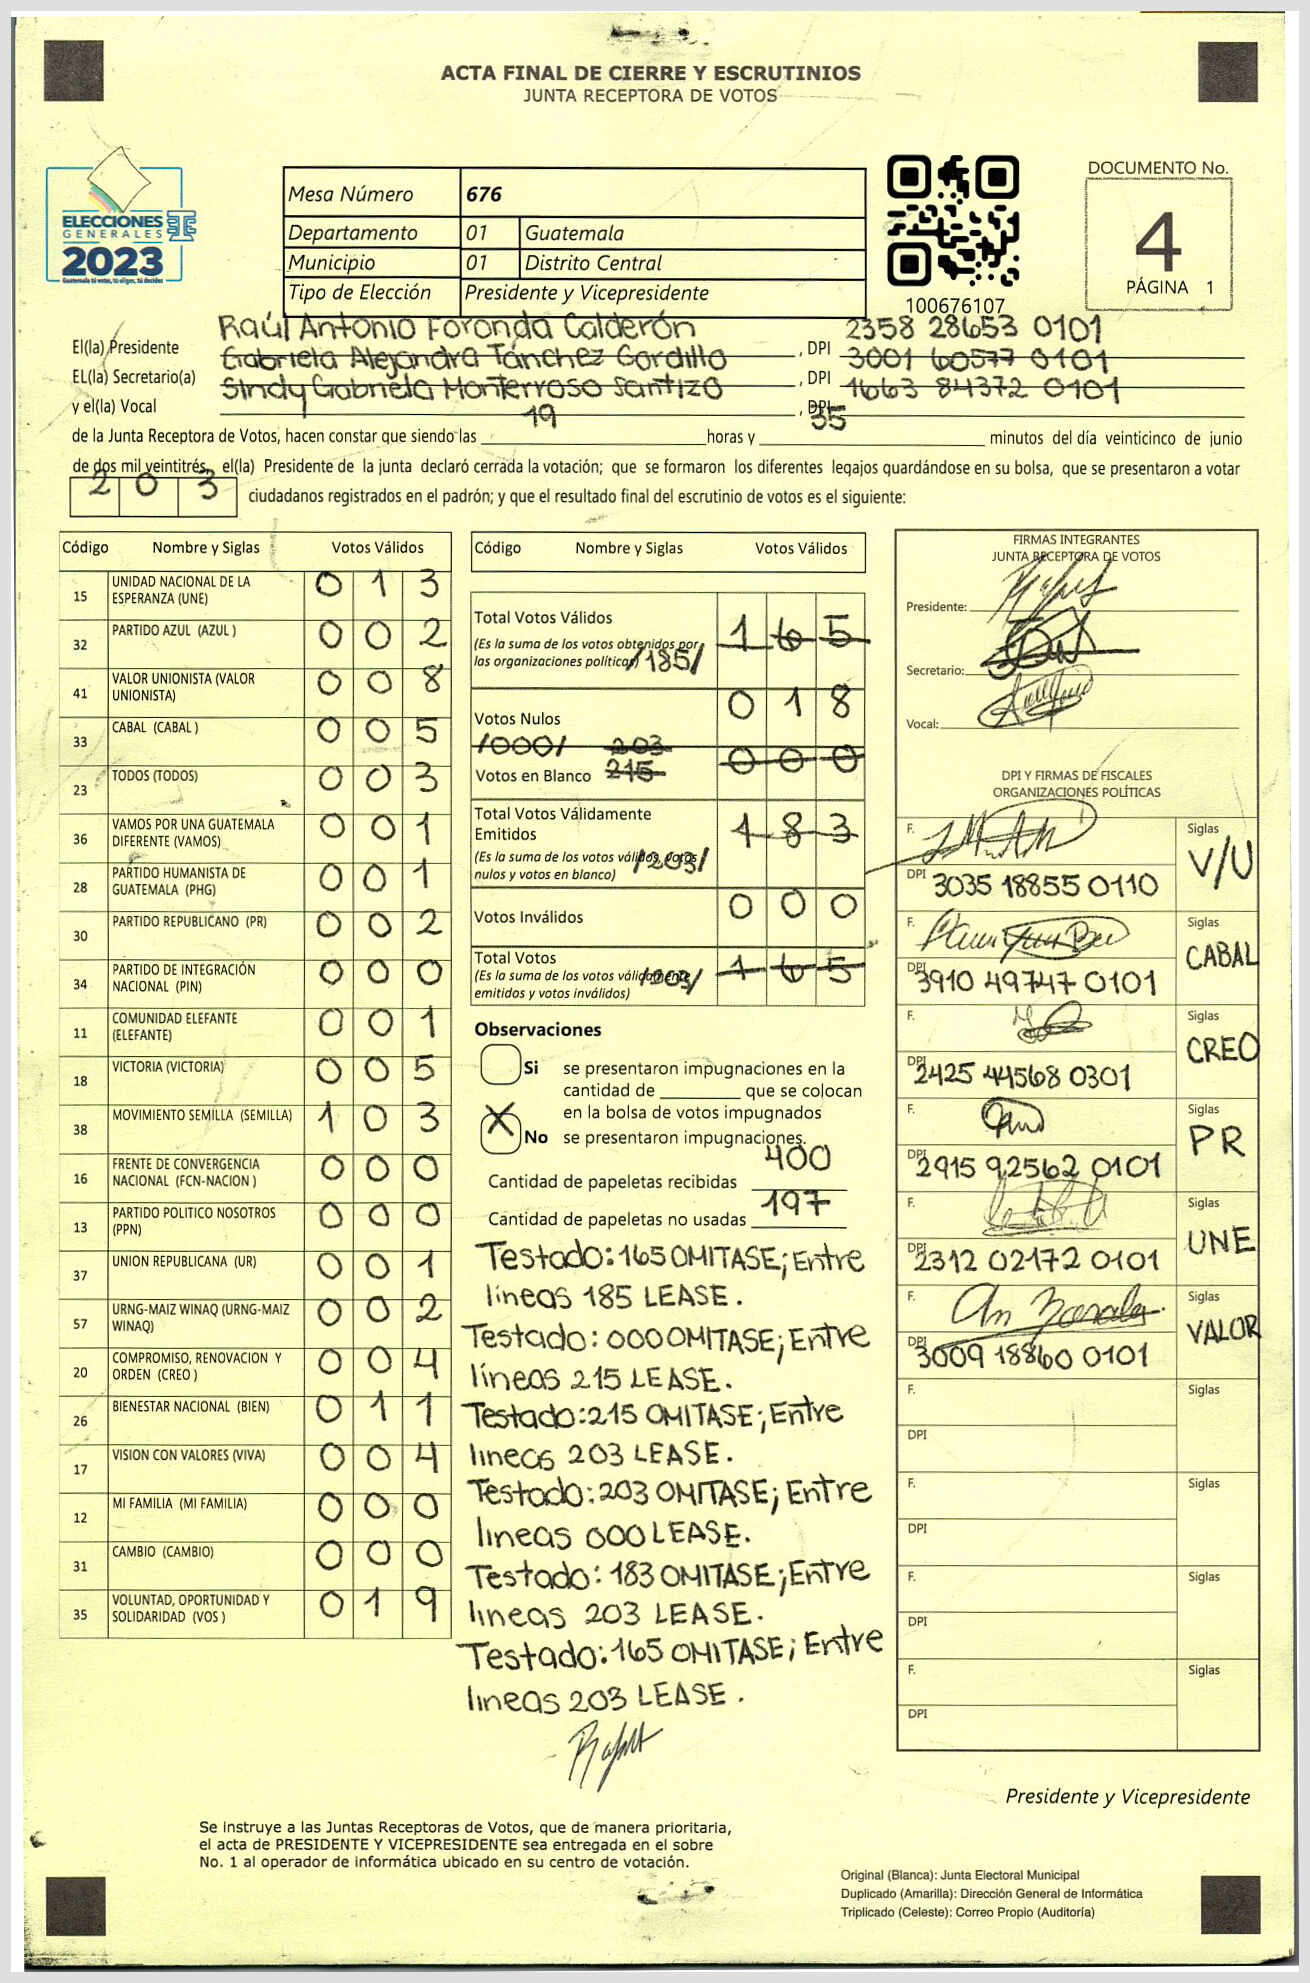 ACTA FINAL DE CIERRE Y ESCRUTINIOS
JUNTA RECEPTORA DE VOTOS
ELECCIONES
GENERALES
2023
Guatemala tú votas, tú eliges, tú decides
Mesa Número 676
Departamento 01 Guatemala
Municipio 01 Distrito Central
Tipo de Elección Presidente y Vicepresidente
100676107
DOCUMENTO No.
4
PÁGINA 1
Raúl Antonio Foronda Calderón 2358 28653 0101
El(la) Presidente Gabriela Alejandra Tánchez Gordillo , DPI 3001 60577 0101
EL(la) Secretario(a) Sindy Gabriela Monterroso Santizo , DPI 1663 84372 0101
y el(la) Vocal , DPI
de la Junta Receptora de Votos, hacen constar que siendo las 19 horas y 35 minutos del día veinticinco de junio
de dos mil veintitrés, el(la) Presidente de la junta declaró cerrada la votación; que se formaron los diferentes legajos guardándose en su bolsa, que se presentaron a votar
203 ciudadanos registrados en el padrón; y que el resultado final del escrutinio de votos es el siguiente:
Código Nombre y Siglas Votos Válidos
15 UNIDAD NACIONAL DE LA ESPERANZA (UNE) 0 1 3
32 PARTIDO AZUL (AZUL ) 0 0 2
41 VALOR UNIONISTA (VALOR UNIONISTA) 0 0 8
33 CABAL (CABAL ) 0 0 5
23 TODOS (TODOS) 0 0 3
36 VAMOS POR UNA GUATEMALA DIFERENTE (VAMOS) 0 0 1
28 PARTIDO HUMANISTA DE GUATEMALA (PHG) 0 0 1
30 PARTIDO REPUBLICANO (PR) 0 0 2
34 PARTIDO DE INTEGRACIÓN NACIONAL (PIN) 0 0 0
11 COMUNIDAD ELEFANTE (ELEFANTE) 0 0 1
18 VICTORIA (VICTORIA) 0 0 5
38 MOVIMIENTO SEMILLA (SEMILLA) 1 0 3
16 FRENTE DE CONVERGENCIA NACIONAL (FCN-NACION ) 0 0 0
13 PARTIDO POLITICO NOSOTROS (PPN) 0 0 0
37 UNION REPUBLICANA (UR) 0 0 1
57 URNG-MAIZ WINAQ (URNG-MAIZ WINAQ) 0 0 2
20 COMPROMISO, RENOVACION Y ORDEN (CREO ) 0 0 4
26 BIENESTAR NACIONAL (BIEN) 0 1 1
17 VISION CON VALORES (VIVA) 0 0 4
12 MI FAMILIA (MI FAMILIA) 0 0 0
31 CAMBIO (CAMBIO) 0 0 0
35 VOLUNTAD, OPORTUNIDAD Y SOLIDARIDAD (VOS ) 0 1 9
Código Nombre y Siglas Votos Válidos
Total Votos Válidos 1 6 5
(Es la suma de los votos obtenidos por
las organizaciones políticas) /185/
Votos Nulos 0 1 8
/000/ 203
Votos en Blanco 215 0 0 0
Total Votos Válidamente
Emitidos 1 8 3
(Es la suma de los votos válidos, votos
nulos y votos en blanco) /203/
Votos Inválidos 0 0 0
Total Votos 1 6 5
(Es la suma de los votos válidamente
emitidos y votos inválidos) /203/
Observaciones
Si se presentaron impugnaciones en la
cantidad de ________ que se colocan
en la bolsa de votos impugnados
X No se presentaron impugnaciones.
Cantidad de papeletas recibidas 400
Cantidad de papeletas no usadas 197
Testado: 165 OMITASE; Entre
líneas 185 LEASE.
Testado: 000 OMITASE; Entre
líneas 215 LEASE.
Testado: 215 OMITASE; Entre
lineas 203 LEASE.
Testado: 203 OMITASE; Entre
lineas 000 LEASE.
Testado: 183 OMITASE; Entre
lineas 203 LEASE.
Testado: 165 OMITASE; Entre
lineas 203 LEASE.
FIRMAS INTEGRANTES
JUNTA RECEPTORA DE VOTOS
Presidente:
Secretario:
Vocal:
DPI Y FIRMAS DE FISCALES
ORGANIZACIONES POLÍTICAS
F. Siglas V/U
DPI 3035 18855 0110
F. Siglas CABAL
DPI 3910 49747 0101
F. Siglas CREO
DPI 2425 44568 0301
F. Siglas PR
DPI 2915 92562 0101
F. Siglas UNE
DPI 2312 02172 0101
F. Siglas VALOR
DPI 3009 18860 0101
F. Siglas
DPI
F. Siglas
DPI
F. Siglas
DPI
F. Siglas
DPI
Presidente y Vicepresidente
Se instruye a las Juntas Receptoras de Votos, que de manera prioritaria,
el acta de PRESIDENTE Y VICEPRESIDENTE sea entregada en el sobre
No. 1 al operador de informática ubicado en su centro de votación.
Original (Blanca): Junta Electoral Municipal
Duplicado (Amarilla): Dirección General de Informática
Triplicado (Celeste): Correo Propio (Auditoría)